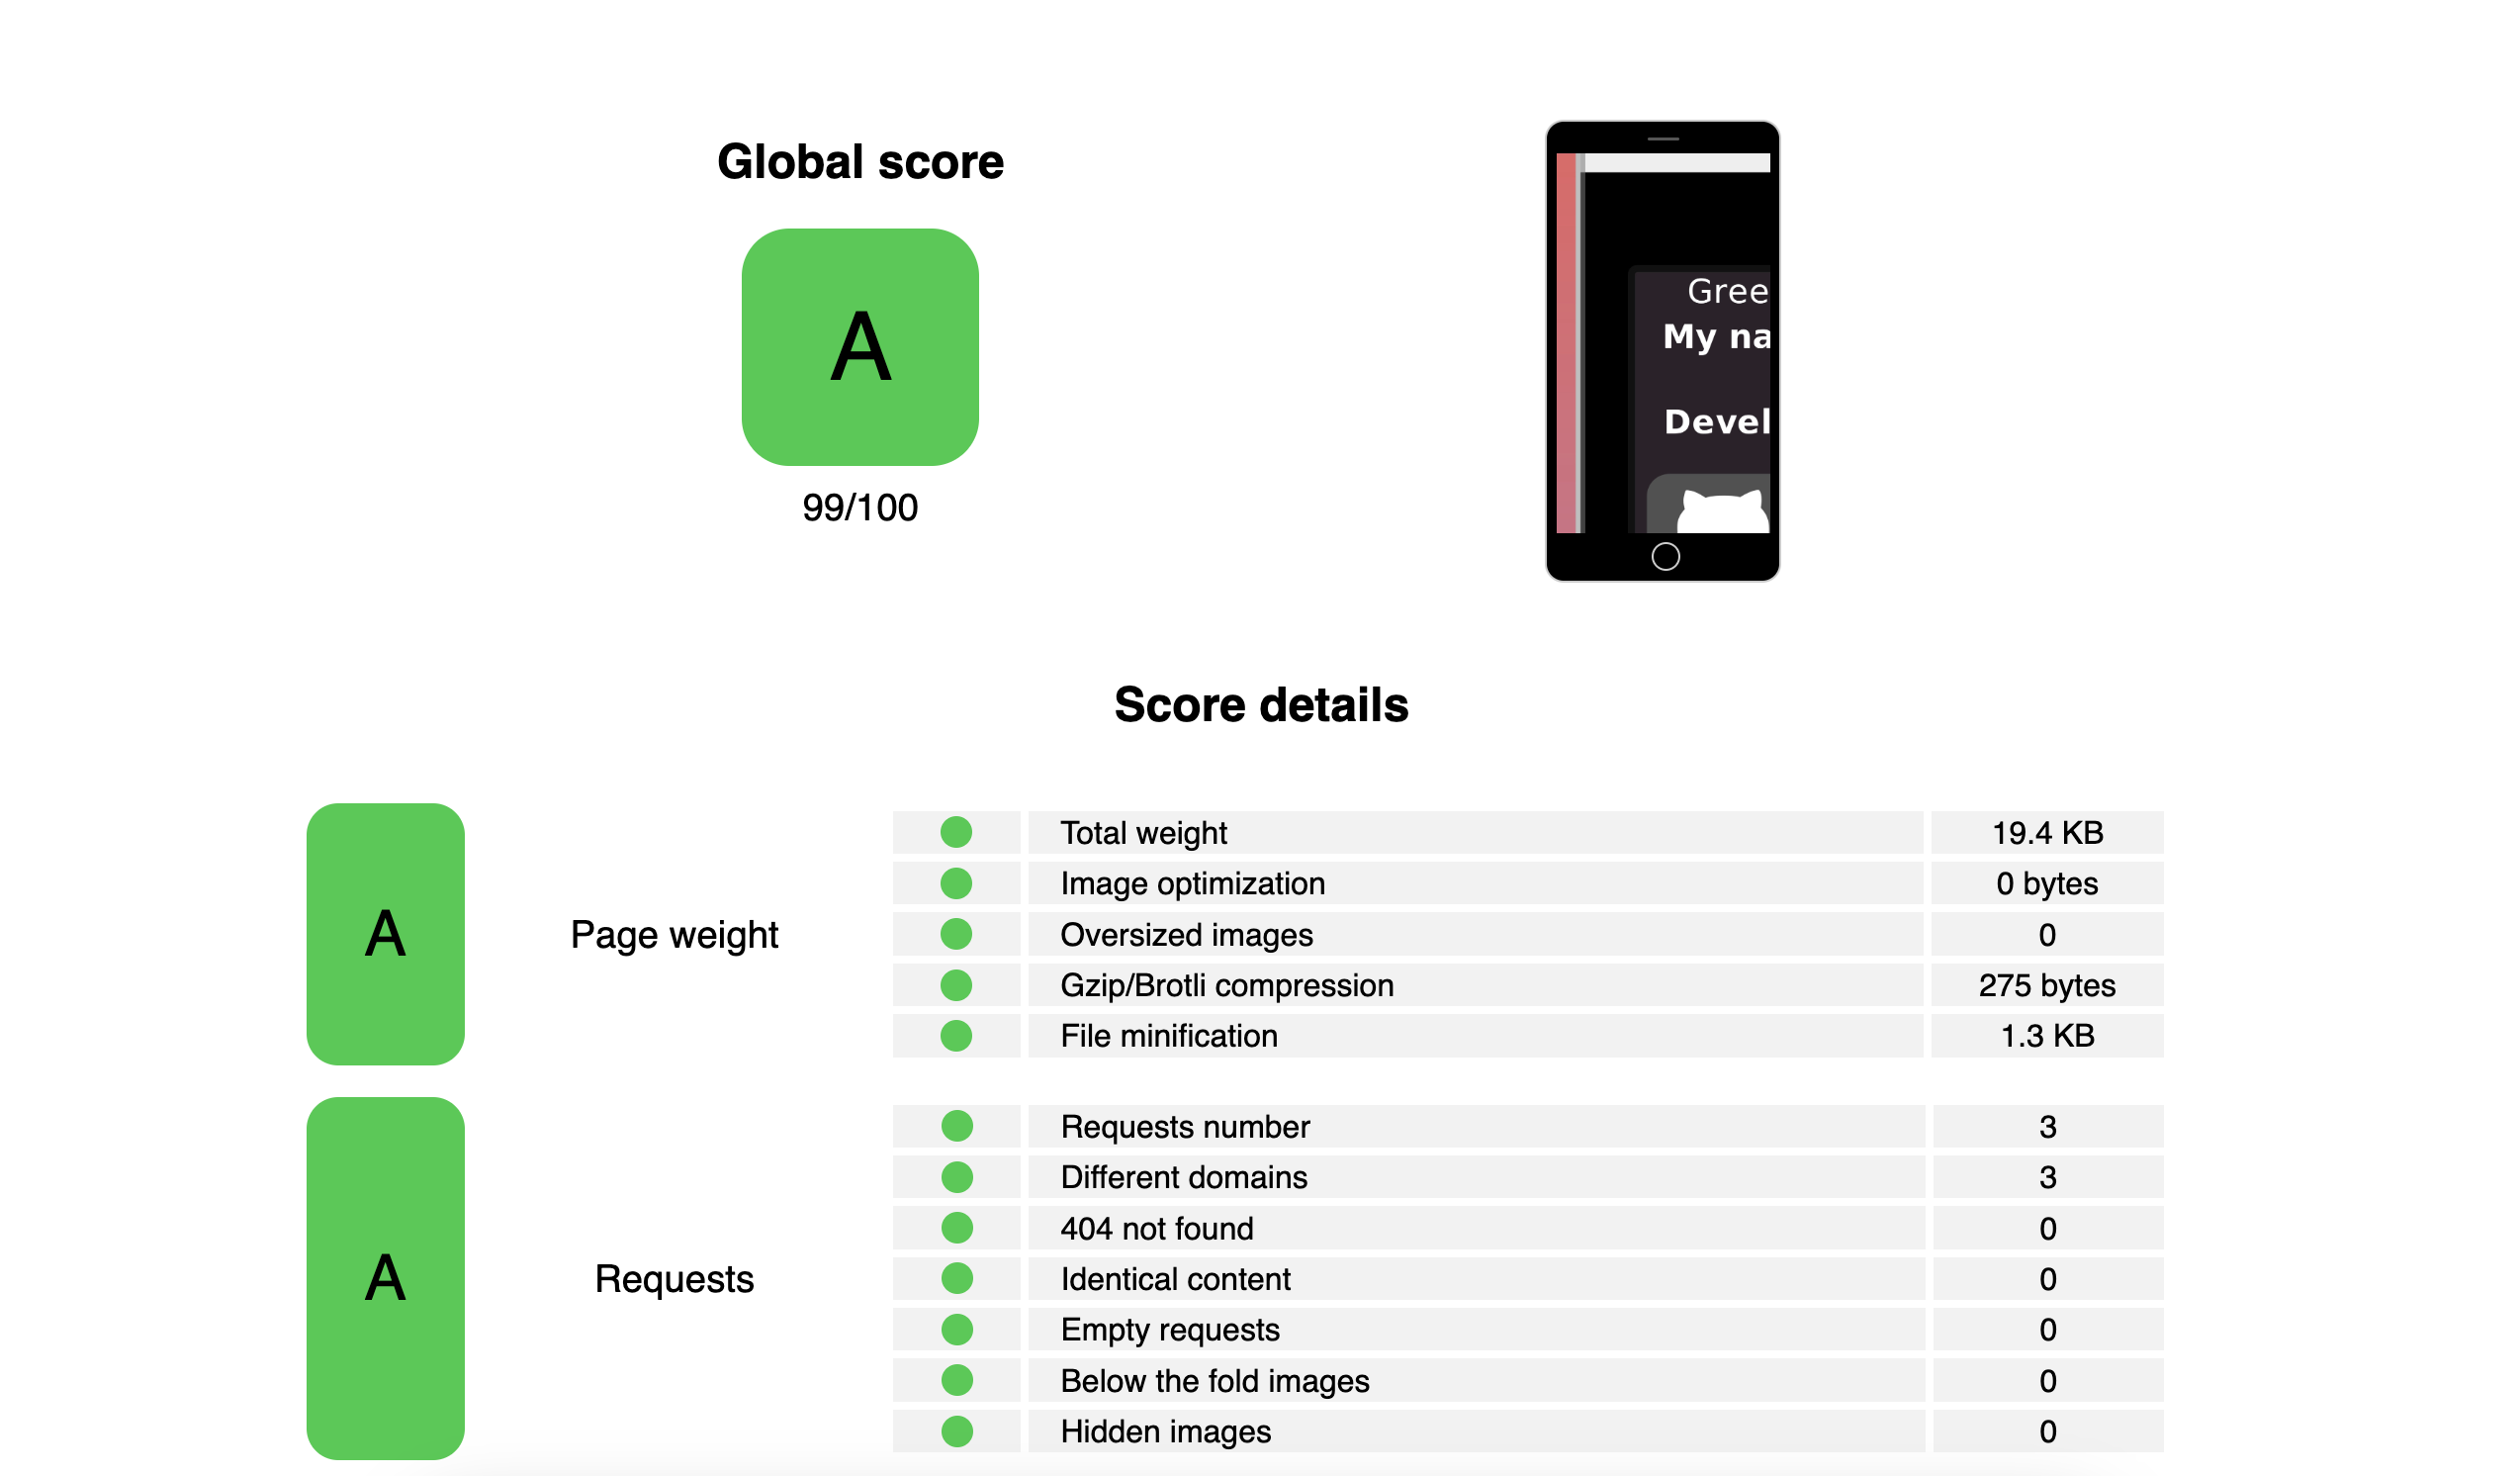 Global score
A
99/100
Gree
My na
Devel
Score details
A
Page weight
Total weight 19.4 KB
Image optimization 0 bytes
Oversized images 0
Gzip/Brotli compression 275 bytes
File minification 1.3 KB
A
Requests
Requests number 3
Different domains 3
404 not found 0
Identical content 0
Empty requests 0
Below the fold images 0
Hidden images 0